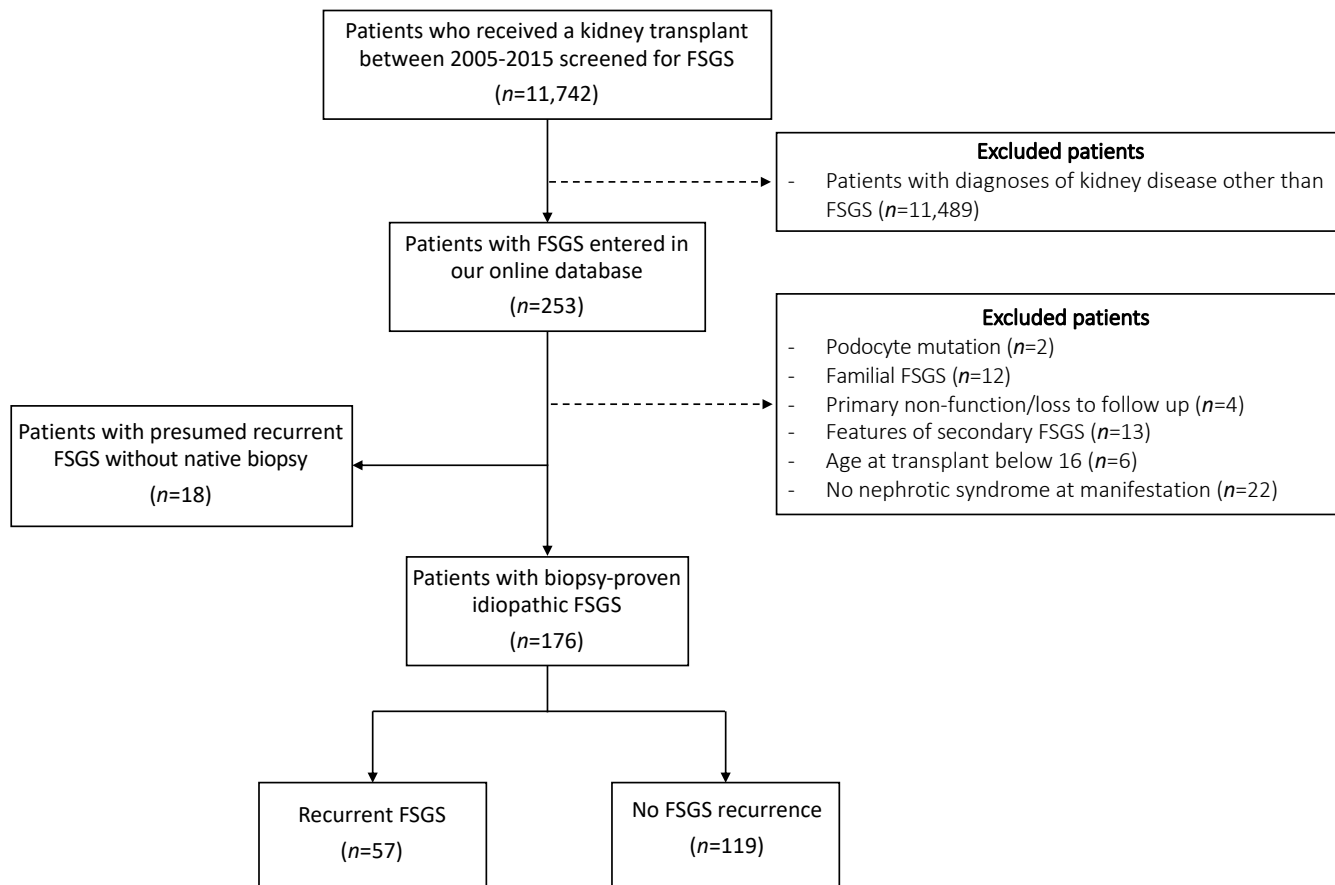 Patients who received a kidney transplant
between 2005-2015 screened for FSGS
(n=11,742)
Excluded patients
- Patients with diagnoses of kidney disease other than
FSGS (n=11,489)
Patients with FSGS entered in
our online database
(n=253)
Excluded patients
- Podocyte mutation (n=2)
- Familial FSGS (n=12)
- Primary non-function/loss to follow up (n=4)
- Features of secondary FSGS (n=13)
- Age at transplant below 16 (n=6)
- No nephrotic syndrome at manifestation (n=22)
Patients with presumed recurrent
FSGS without native biopsy
(n=18)
Patients with biopsy-proven
idiopathic FSGS
(n=176)
Recurrent FSGS
(n=57)
No FSGS recurrence
(n=119)